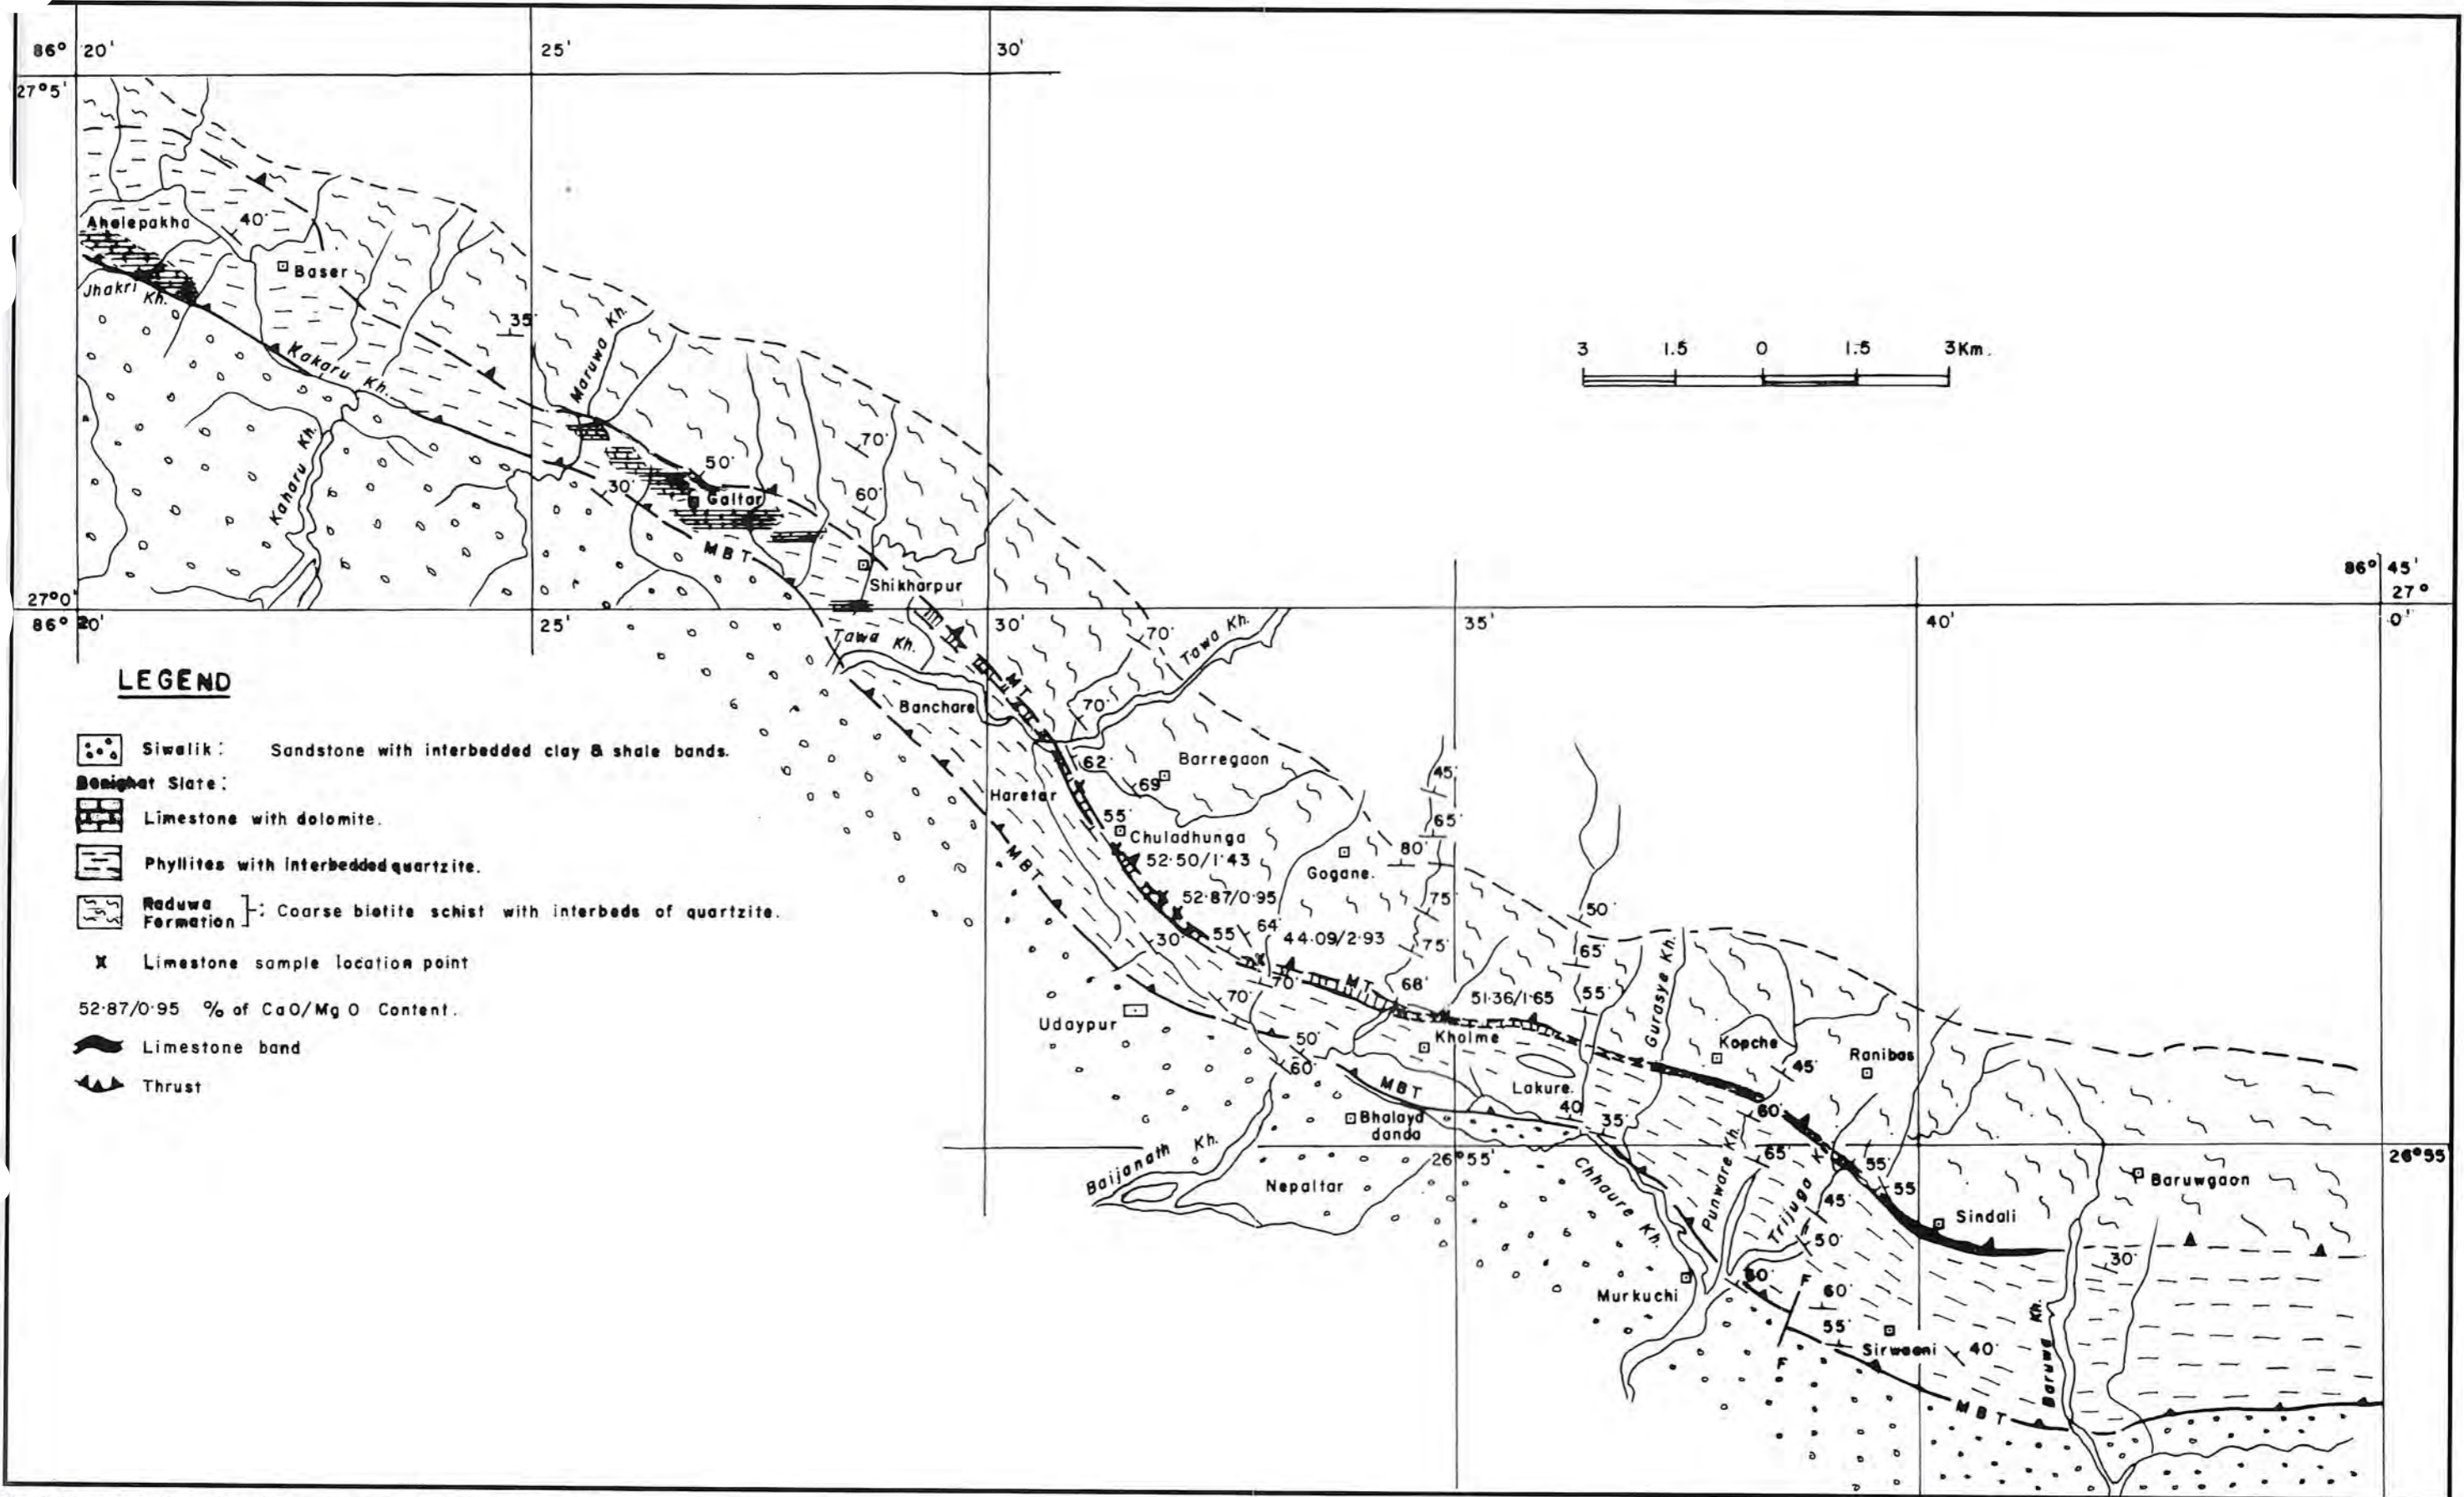 86° 20'
25'
30'
27°5'
Ahalepakha
40°
Baser
Jhakri Kh.
35°
Maruwa Kh.
3 1.5 0 1.5 3Km.
Kakaru Kh.
Kaharu Kh.
70°
50°
30°
Galtar
60°
MBT
Shikharpur
86° 45'
27° 0'
27°0'
86° 20'
25'
30'
35'
40'
Tawa Kh.
70°
Tawa Kh.
MT
LEGEND
Siwalik: Sandstone with interbedded clay & shale bands.
Benighat Slate:
Limestone with dolomite.
Phyllites with interbedded quartzite.
Raduwa Formation ]-: Coarse biotite schist with interbeds of quartzite.
Limestone sample location point
52.87/0.95 % of CaO/MgO Content.
Limestone band
Thrust
Banchare
70°
Barregaon
62°
69°
45°
Haretar
55°
65°
Chuladhunga
80°
52.50/1.43
MBT
Gogane.
52.87/0.95
75°
50°
64°
55°
30°
44.09/2.93
75°
65°
70°
MT
68°
51.36/1.65
55°
Gurasye Kh.
70°
Udaypur
50°
Kholme
Kopche
Ranibas
60°
45°
MBT
Lakure.
40
35°
60°
Bhalayd danda
26°55'
26°55'
Baijanath Kh.
Nepaltar
Chhaure Kh.
Punware Kh.
65°
Trijuga K
55°
55°
45°
Baruwgaon
Sindali
50°
30°
Murkuchi
60°
F
60°
55°
Sirwani
40°
F
Baruwa Kh.
MBT